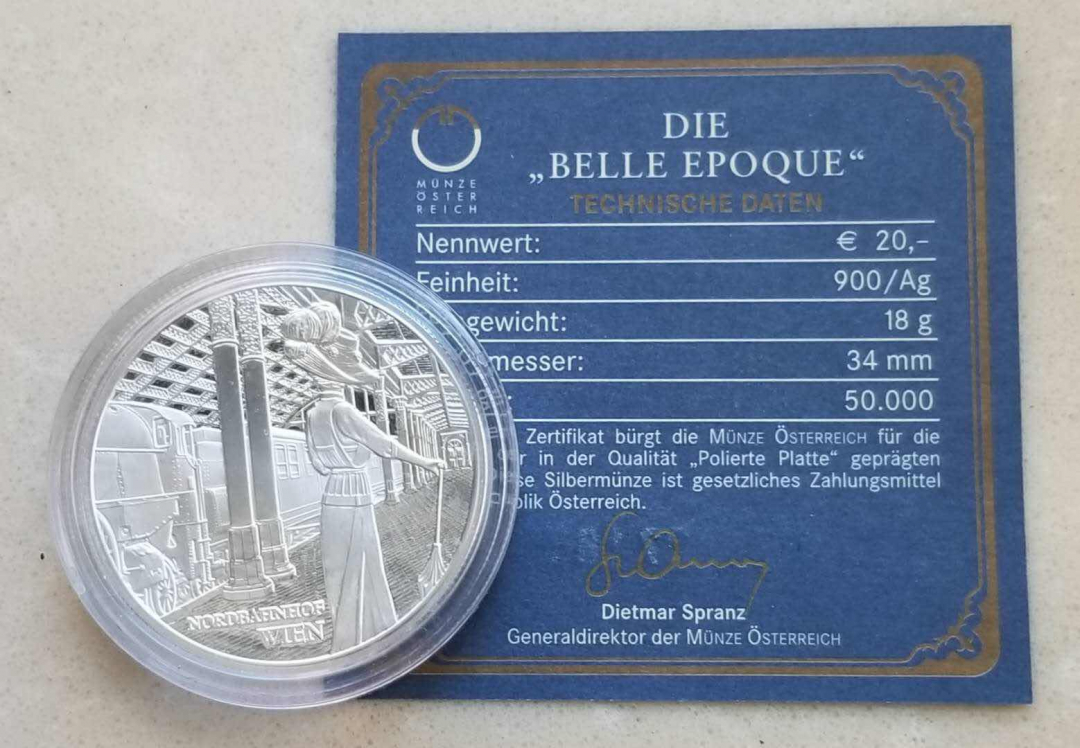 MÜNZE
ÖSTER
REICH
DIE
„BELLE EPOQUE“
TECHNISCHE DATEN
Nennwert: € 20,–
Feinheit: 900/Ag
gewicht: 18 g
messer: 34 mm
: 50.000
Zertifikat bürgt die MÜNZE ÖSTERREICH für die
r in der Qualität „Polierte Platte“ geprägten
se Silbermünze ist gesetzliches Zahlungsmittel
blik Österreich.
Dietmar Spranz
Generaldirektor der MÜNZE ÖSTERREICH
NORDBAHNHOF
WIEN